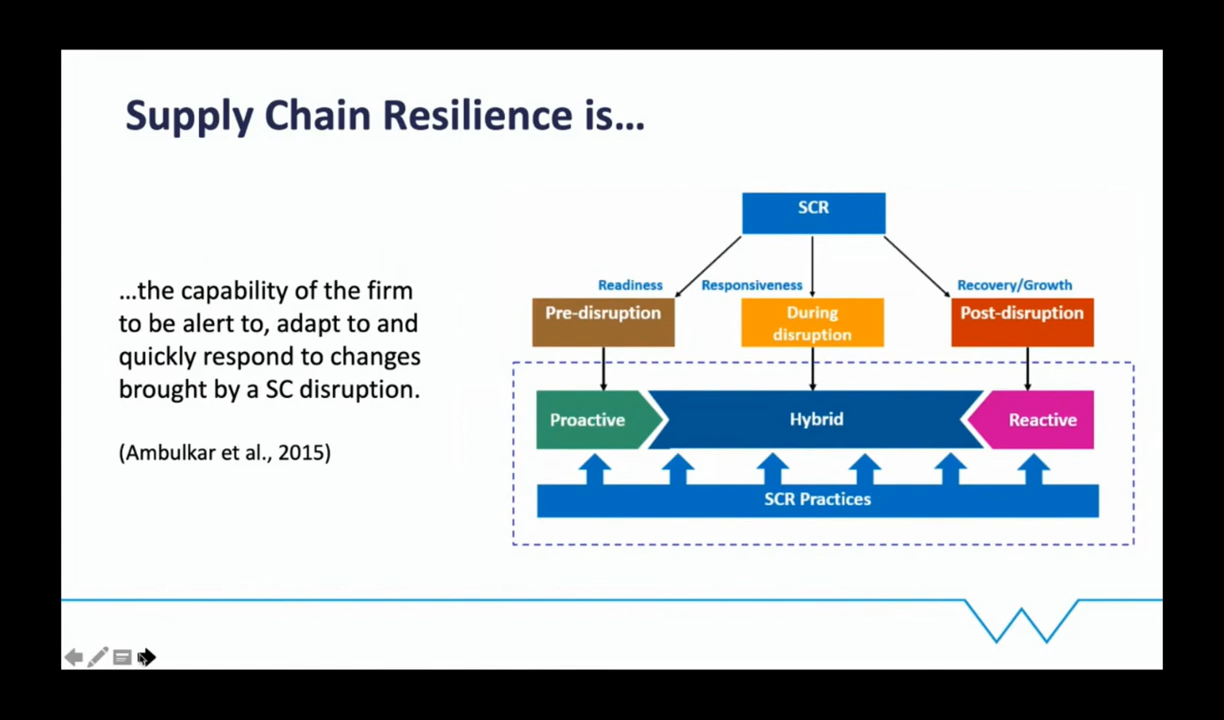 Supply Chain Resilience is...
...the capability of the firm
to be alert to, adapt to and
quickly respond to changes
brought by a SC disruption.
(Ambulkar et al., 2015)
SCR
Readiness
Responsiveness
Recovery/Growth
Pre-disruption
During
disruption
Post-disruption
Proactive
Hybrid
Reactive
SCR Practices